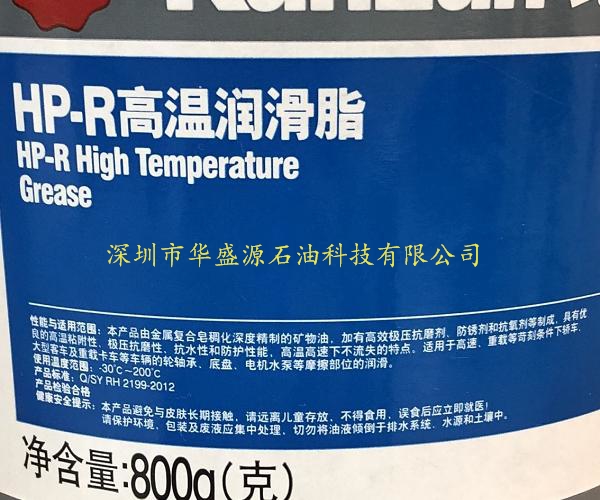 HP-R高温润滑脂
HP-R High Temperature
Grease
深圳市华盛源石油科技有限公司
性能与适用范围：本产品由金属复合皂稠化深度精制的矿物油，加有高效极压抗磨剂、防锈剂和抗氧剂等制成，具有优
良的高温粘附性、极压抗磨性、抗水性和防护性能，高温高速下不流失的特点。适用于高速、重载等苛刻条件下轿车、
大型客车及重载卡车等车辆的轮轴承、底盘、电机水泵等摩擦部位的润滑。
使用温度范围：-30℃~200℃
产品标准：Q/SY RH 2199-2012
产品检验合格
健康安全提示：本产品避免与皮肤长期接触，请远离儿童存放，不得食用，误食后应立即就医！
请保护环境，包装及废液应集中处理，切勿将油液倾倒于排水系统、水源和土壤中。
净含量：800g(克)